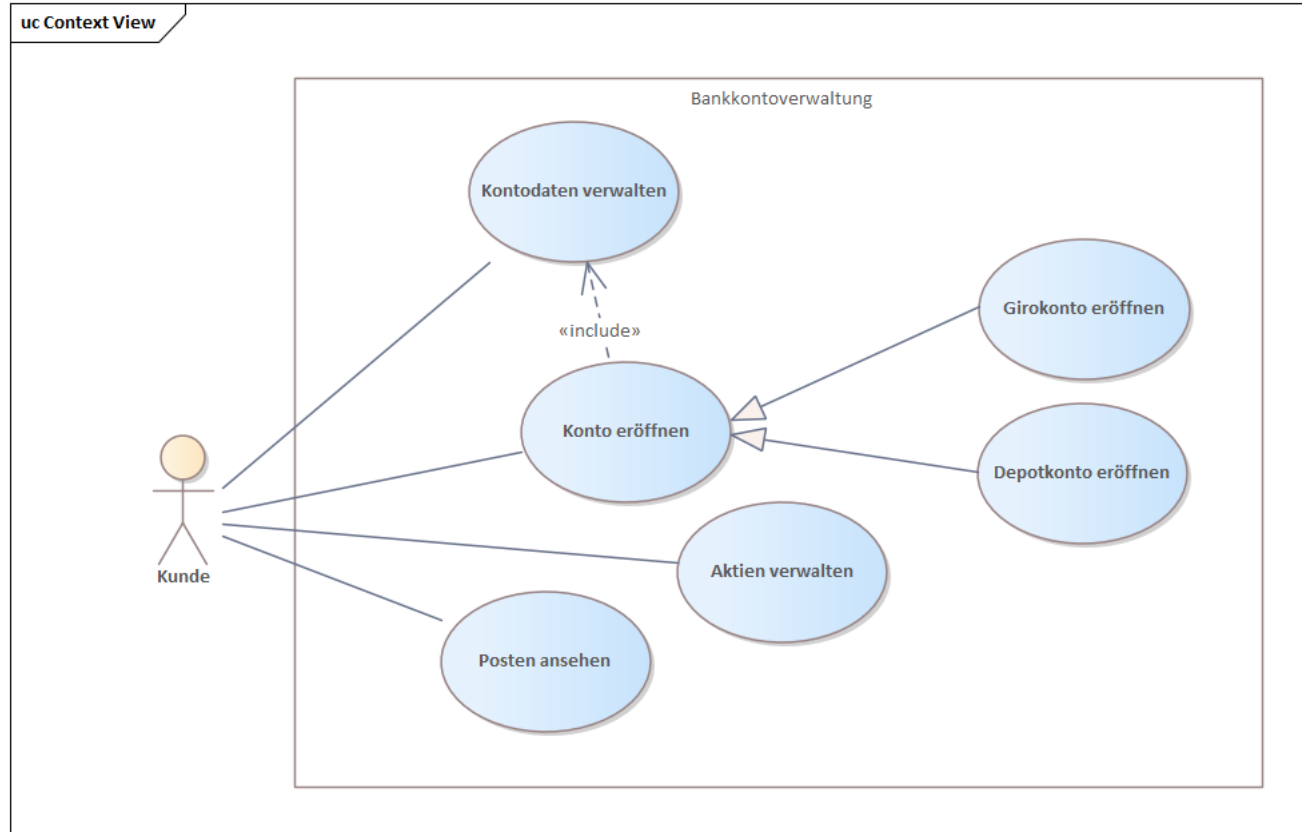 uc Context View
Bankkontoverwaltung
Kontodaten verwalten
Girokonto eröffnen
«include»
Konto eröffnen
Depotkonto eröffnen
Aktien verwalten
Kunde
Posten ansehen